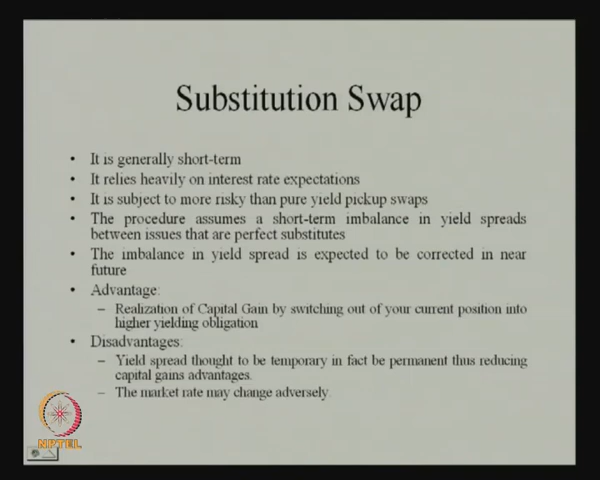 Substitution Swap
• It is generally short-term
• It relies heavily on interest rate expectations
• It is subject to more risky than pure yield pickup swaps
• The procedure assumes a short-term imbalance in yield spreads
between issues that are perfect substitutes
• The imbalance in yield spread is expected to be corrected in near
future
• Advantage:
– Realization of Capital Gain by switching out of your current position into
higher yielding obligation
• Disadvantages:
– Yield spread thought to be temporary in fact be permanent thus reducing
capital gains advantages.
– The market rate may change adversely.
NPTEL